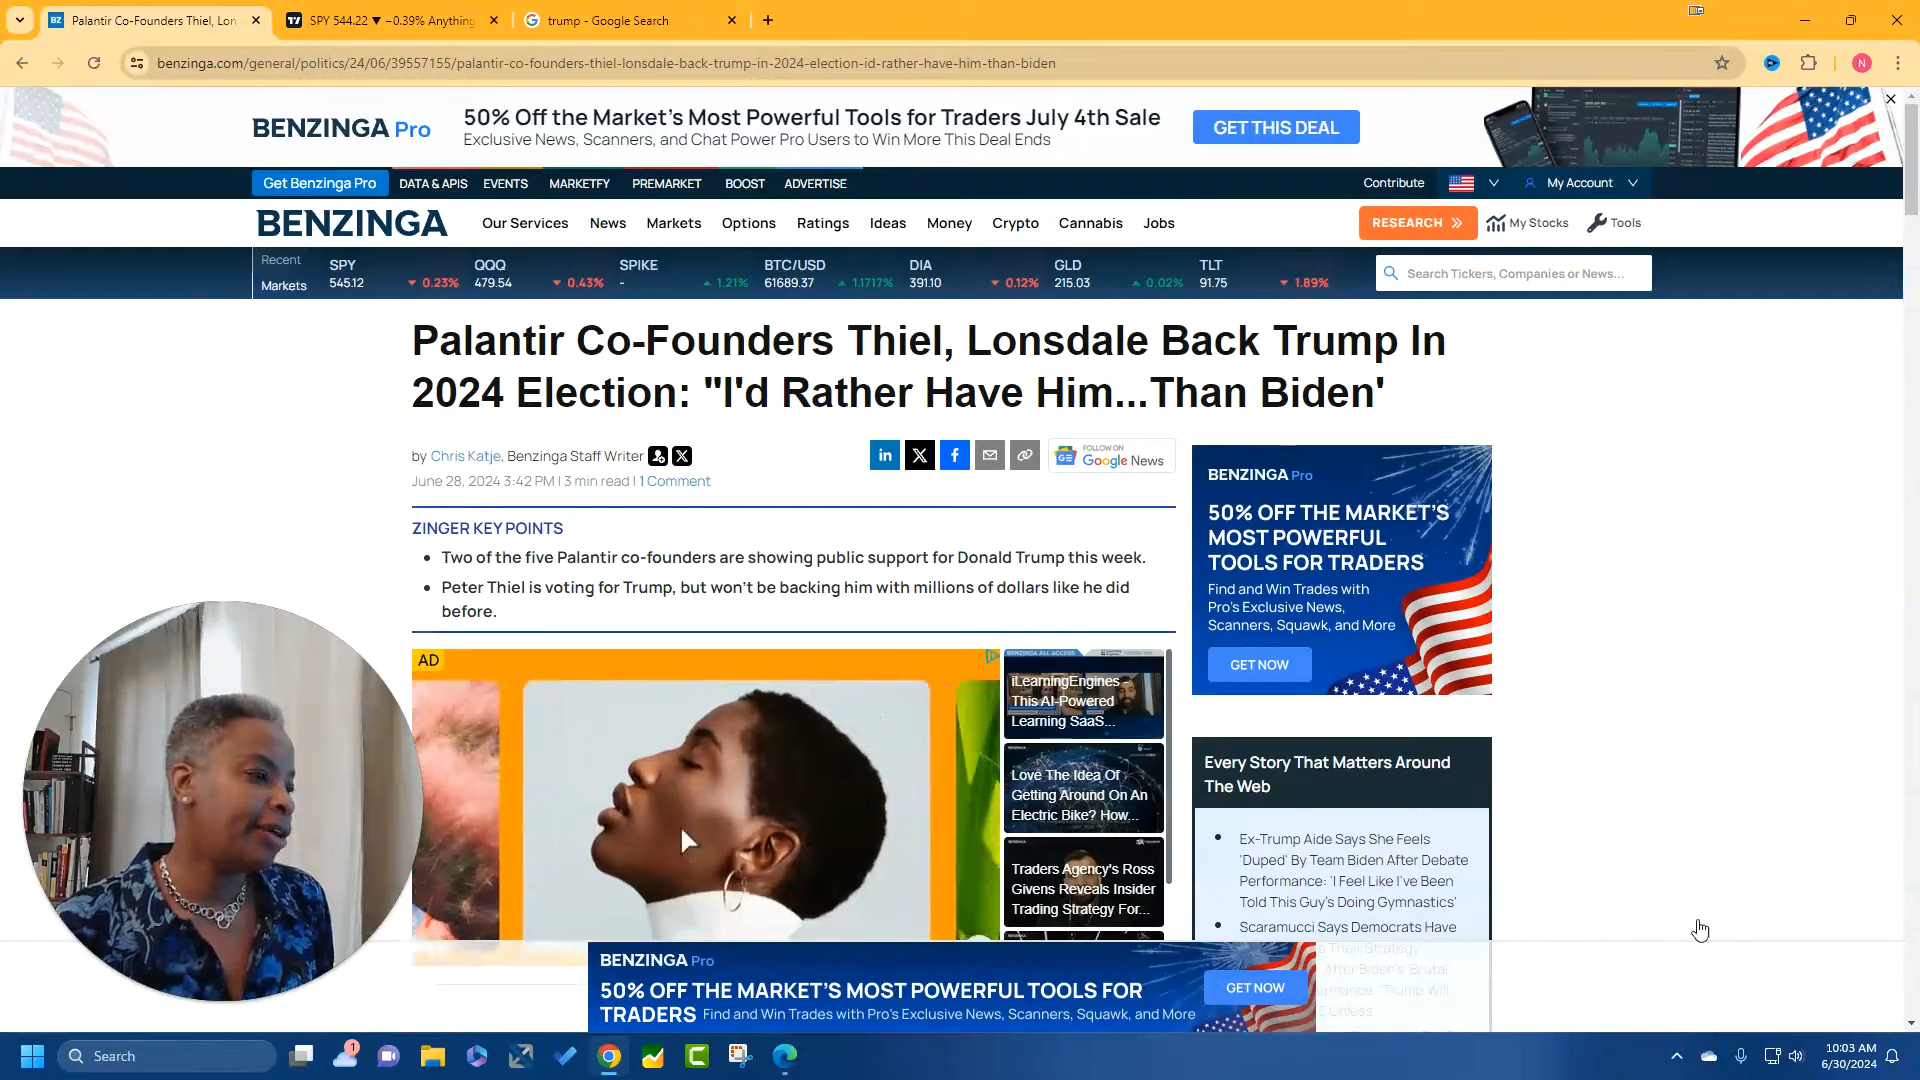 Palantir Co-Founders Thiel, Lon
SPY 544.22 ▼ −0.39% Anything
trump - Google Search
benzinga.com/general/politics/24/06/39557155/palantir-co-founders-thiel-lonsdale-back-trump-in-2024-election-id-rather-have-him-than-biden
N
BENZINGA Pro
50% Off the Market's Most Powerful Tools for Traders July 4th Sale
Exclusive News, Scanners, and Chat Power Pro Users to Win More This Deal Ends
GET THIS DEAL
Get Benzinga Pro DATA & APIS EVENTS MARKETFY PREMARKET BOOST ADVERTISE
Contribute My Account
BENZINGA
Our Services News Markets Options Ratings Ideas Money Crypto Cannabis Jobs
RESEARCH My Stocks Tools
Recent SPY QQQ SPIKE BTC/USD DIA GLD TLT
Markets 545.12 ▼ 0.23% 479.54 ▼ 0.43% - ▲ 1.21% 61689.37 ▲ 1.1717% 391.10 ▼ 0.12% 215.03 ▲ 0.02% 91.75 ▼ 1.89%
Search Tickers, Companies or News...
Palantir Co-Founders Thiel, Lonsdale Back Trump In
2024 Election: "I'd Rather Have Him...Than Biden'
by Chris Katje, Benzinga Staff Writer
June 28, 2024 3:42 PM | 3 min read | 1 Comment
FOLLOW ON
Google News
ZINGER KEY POINTS
• Two of the five Palantir co-founders are showing public support for Donald Trump this week.
• Peter Thiel is voting for Trump, but won't be backing him with millions of dollars like he did
before.
AD
BENZINGA ALL ACCESS
iLearningEngines -
This AI-Powered
Learning SaaS...
Love The Idea Of
Getting Around On An
Electric Bike? How...
Traders Agency's Ross
Givens Reveals Insider
Trading Strategy For...
BENZINGA Pro
50% OFF THE MARKET'S
MOST POWERFUL
TOOLS FOR TRADERS
Find and Win Trades with
Pro's Exclusive News,
Scanners, Squawk, and More
GET NOW
Every Story That Matters Around
The Web
• Ex-Trump Aide Says She Feels
'Duped' By Team Biden After Debate
Performance: 'I Feel Like I've Been
Told This Guy's Doing Gymnastics'
• Scaramucci Says Democrats Have
Their Strategy
After Biden's 'Brutal'
'Trump Will
Unless
BENZINGA Pro
50% OFF THE MARKET'S MOST POWERFUL TOOLS FOR
TRADERS Find and Win Trades with Pro's Exclusive News, Scanners, Squawk, and More
GET NOW
Search
1
10:03 AM
6/30/2024